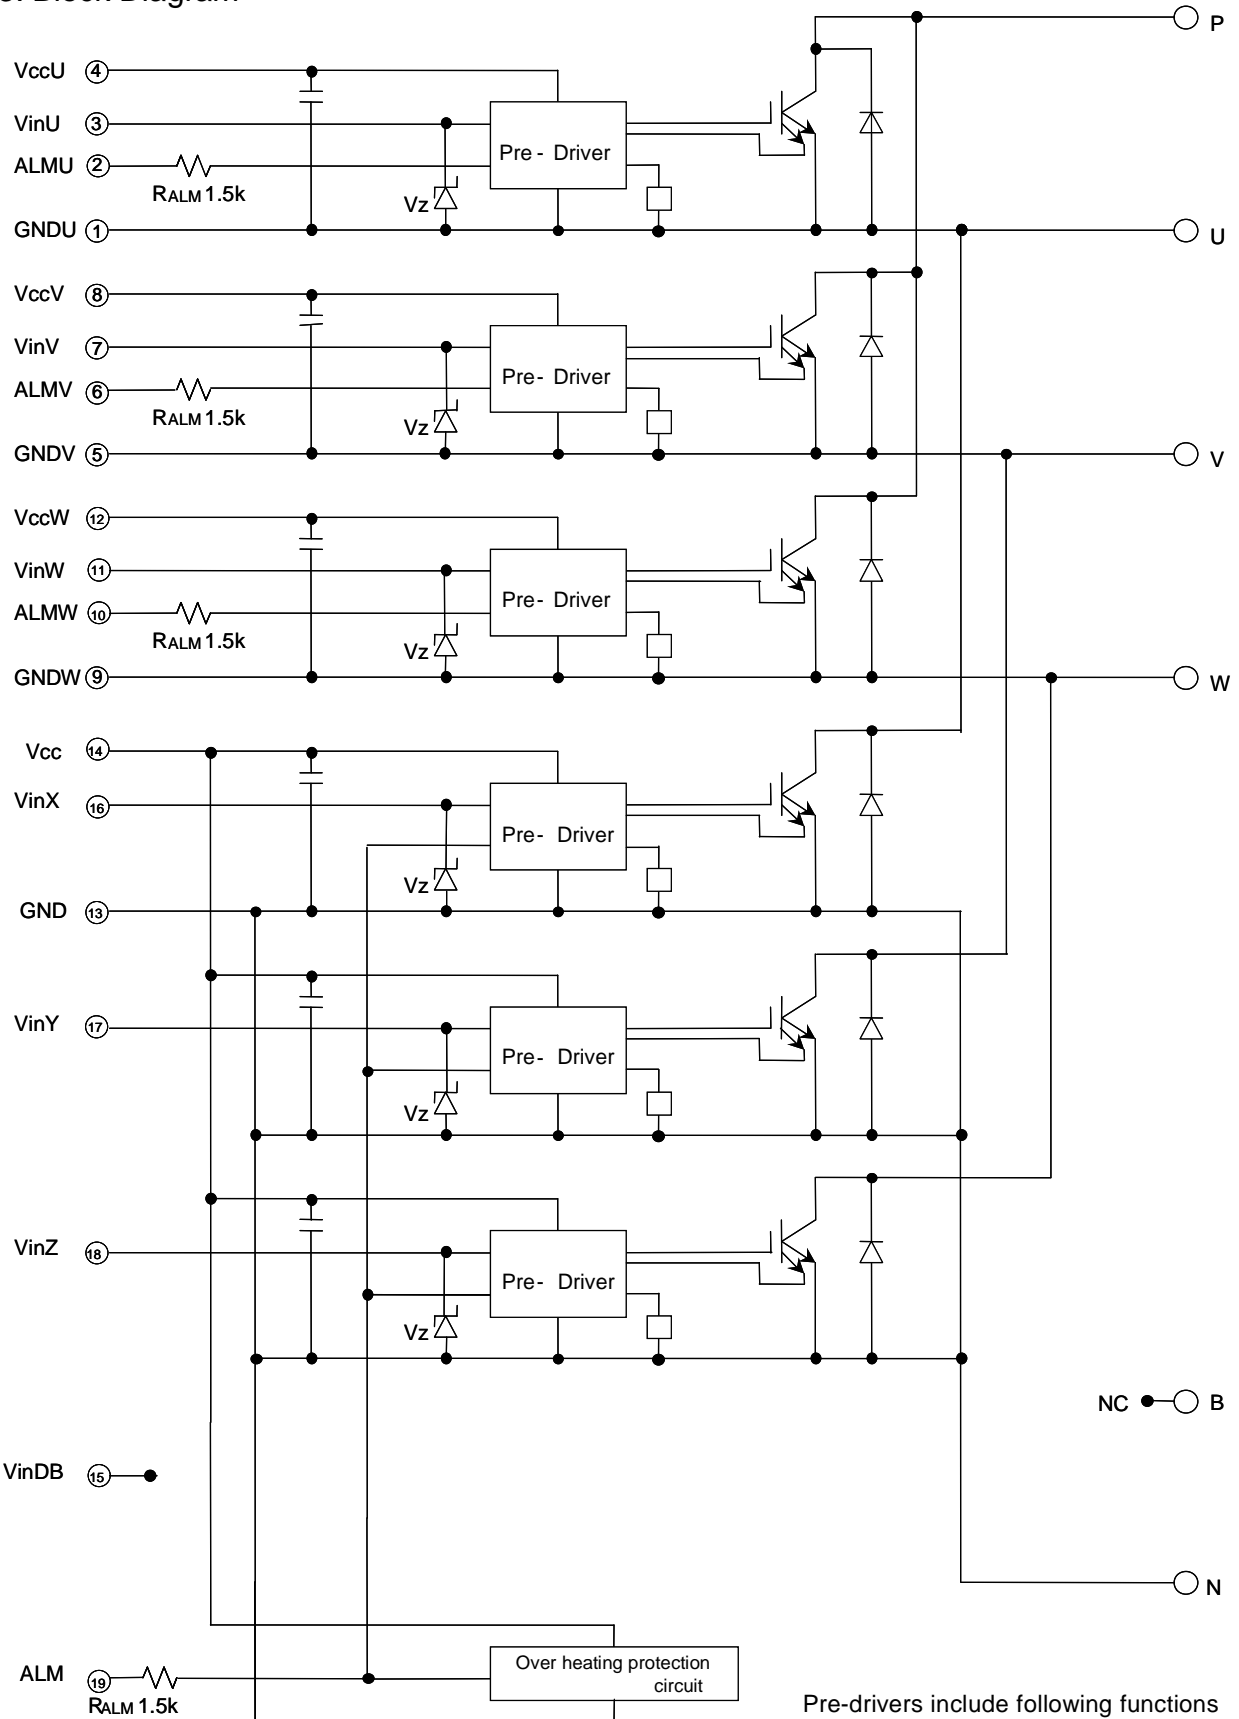 Block Diagram
P
VccU 4
VinU 3
Pre - Driver
ALMU 2
RALM 1.5k
Vz
GNDU 1
U
VccV 8
VinV 7
Pre - Driver
ALMV 6
RALM 1.5k
Vz
GNDV 5
V
VccW 12
VinW 11
Pre - Driver
ALMW 10
RALM 1.5k
Vz
GNDW 9
W
Vcc 14
VinX 16
Pre - Driver
Vz
GND 13
VinY 17
Pre - Driver
Vz
VinZ 18
Pre - Driver
Vz
NC B
VinDB 15
N
ALM 19
RALM 1.5k
Over heating protection
circuit
Pre-drivers include following functions